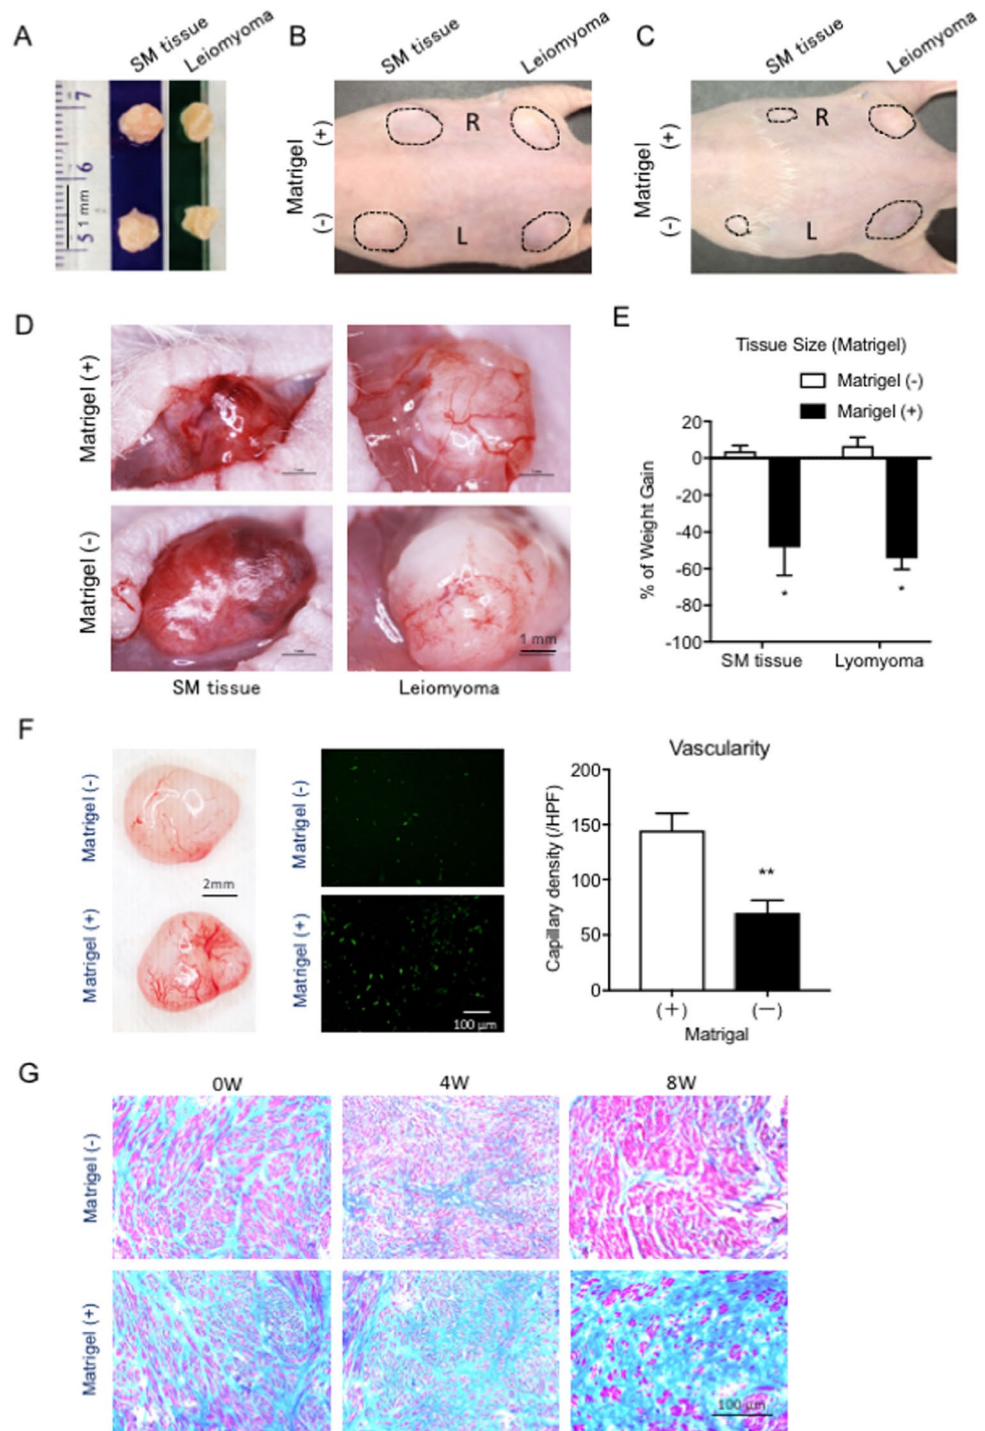 A
SM tissue
Leiomyoma
7
6
5
1 mm
B
SM tissue
Leiomyoma
Matrigel
(+)
(-)
R
L
C
SM tissue
Leiomyoma
Matrigel
(+)
(-)
R
L
D
Matrigel (+)
Matrigel (-)
1 mm
SM tissue
Leiomyoma
E
Tissue Size (Matrigel)
Matrigel (-)
Marigel (+)
% of Weight Gain
20
0
-20
-40
-60
-80
-100
*
*
SM tissue
Lyomyoma
F
Matrigel (-)
Matrigel (+)
2mm
Matrigel (-)
Matrigel (+)
100 µm
Vascularity
Capillary density (/HPF)
200
150
100
50
0
**
(+)
(−)
Matrigal
G
0W
4W
8W
Matrigel (-)
Matrigel (+)
100 µm